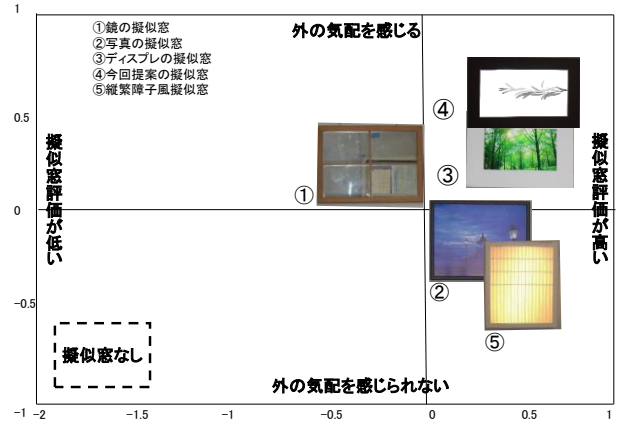 ①鏡の擬似窓
②写真の擬似窓
③ディスプレの擬似窓
④今回提案の擬似窓
⑤縦繁障子風擬似窓
外の気配を感じる
擬似窓評価が低い
擬似窓評価が高い
①
②
③
④
⑤
擬似窓なし
外の気配を感じられない
1
0.5
0
-0.5
-1
-2
-1.5
-1
-0.5
0
0.5
1